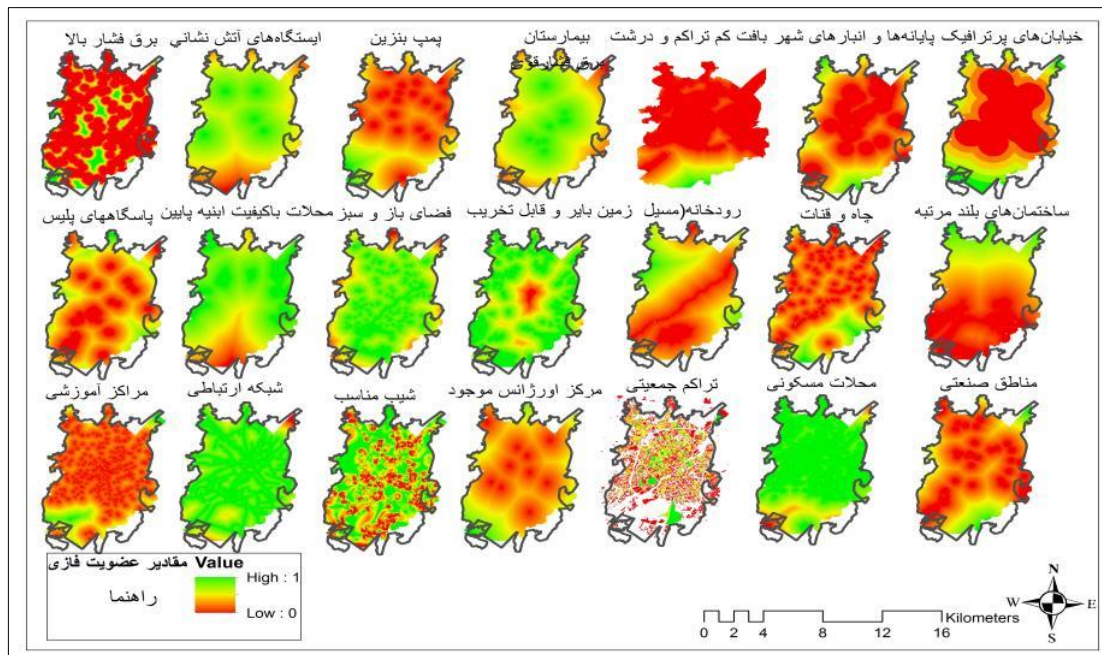 خیابان‌های پرترافیک پایانه‌ها و انبارهای شهر بافت کم تراکم و درشت بیمارستان پمپ بنزین ایستگاه‌های آتش نشانی برق فشار بالا
برق فشارقوی
ساختمان‌های بلند مرتبه چاه و قنات رودخانه(مسیل زمین بایر و قابل تخریب فضای باز و سبز محلات باکیفیت ابنیه پایین پاسگاههای پلیس
مناطق صنعتی محلات مسکونی تراکم جمعیتی مرکز اورژانس موجود شیب مناسب شبکه ارتباطی مراکز آموزشی
مقادیر عضویت فازی Value
راهنما
High : 1
Low : 0
N
W E
S
Kilometers
0 2 4 8 12 16